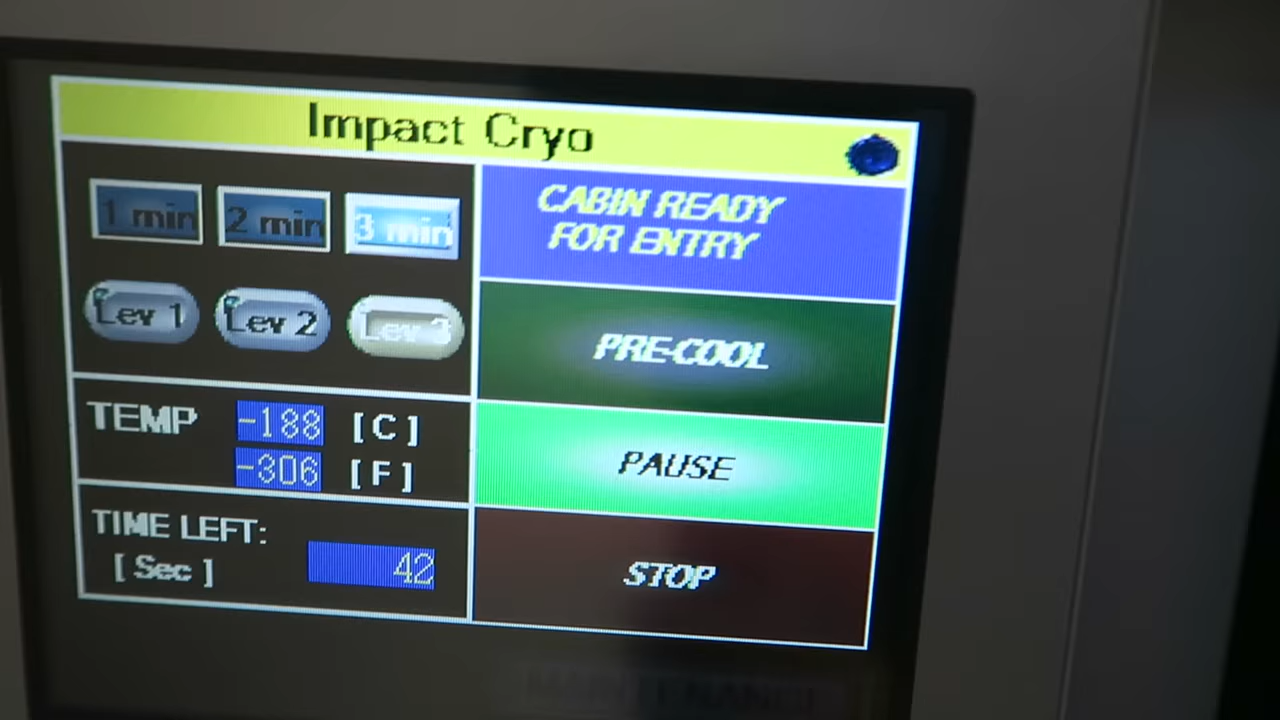 Impact Cryo
1 min 2 min 3 min
CABIN READY
FOR ENTRY
Lev 1 Lev 2 Lev 3
PRE-COOL
TEMP -188 [C]
-306 [F]
PAUSE
TIME LEFT:
[Sec] 42
STOP